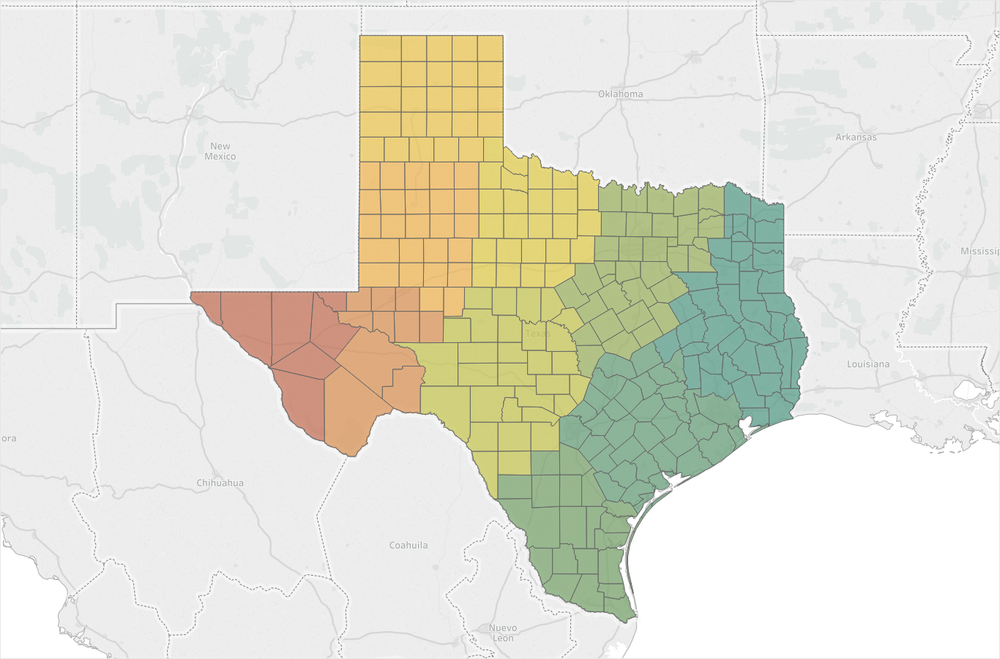 Oklahoma
Arkansas
New
Mexico
Mississip
Texas
Louisiana
ora
Chihuahua
Coahuila
Nuevo
León